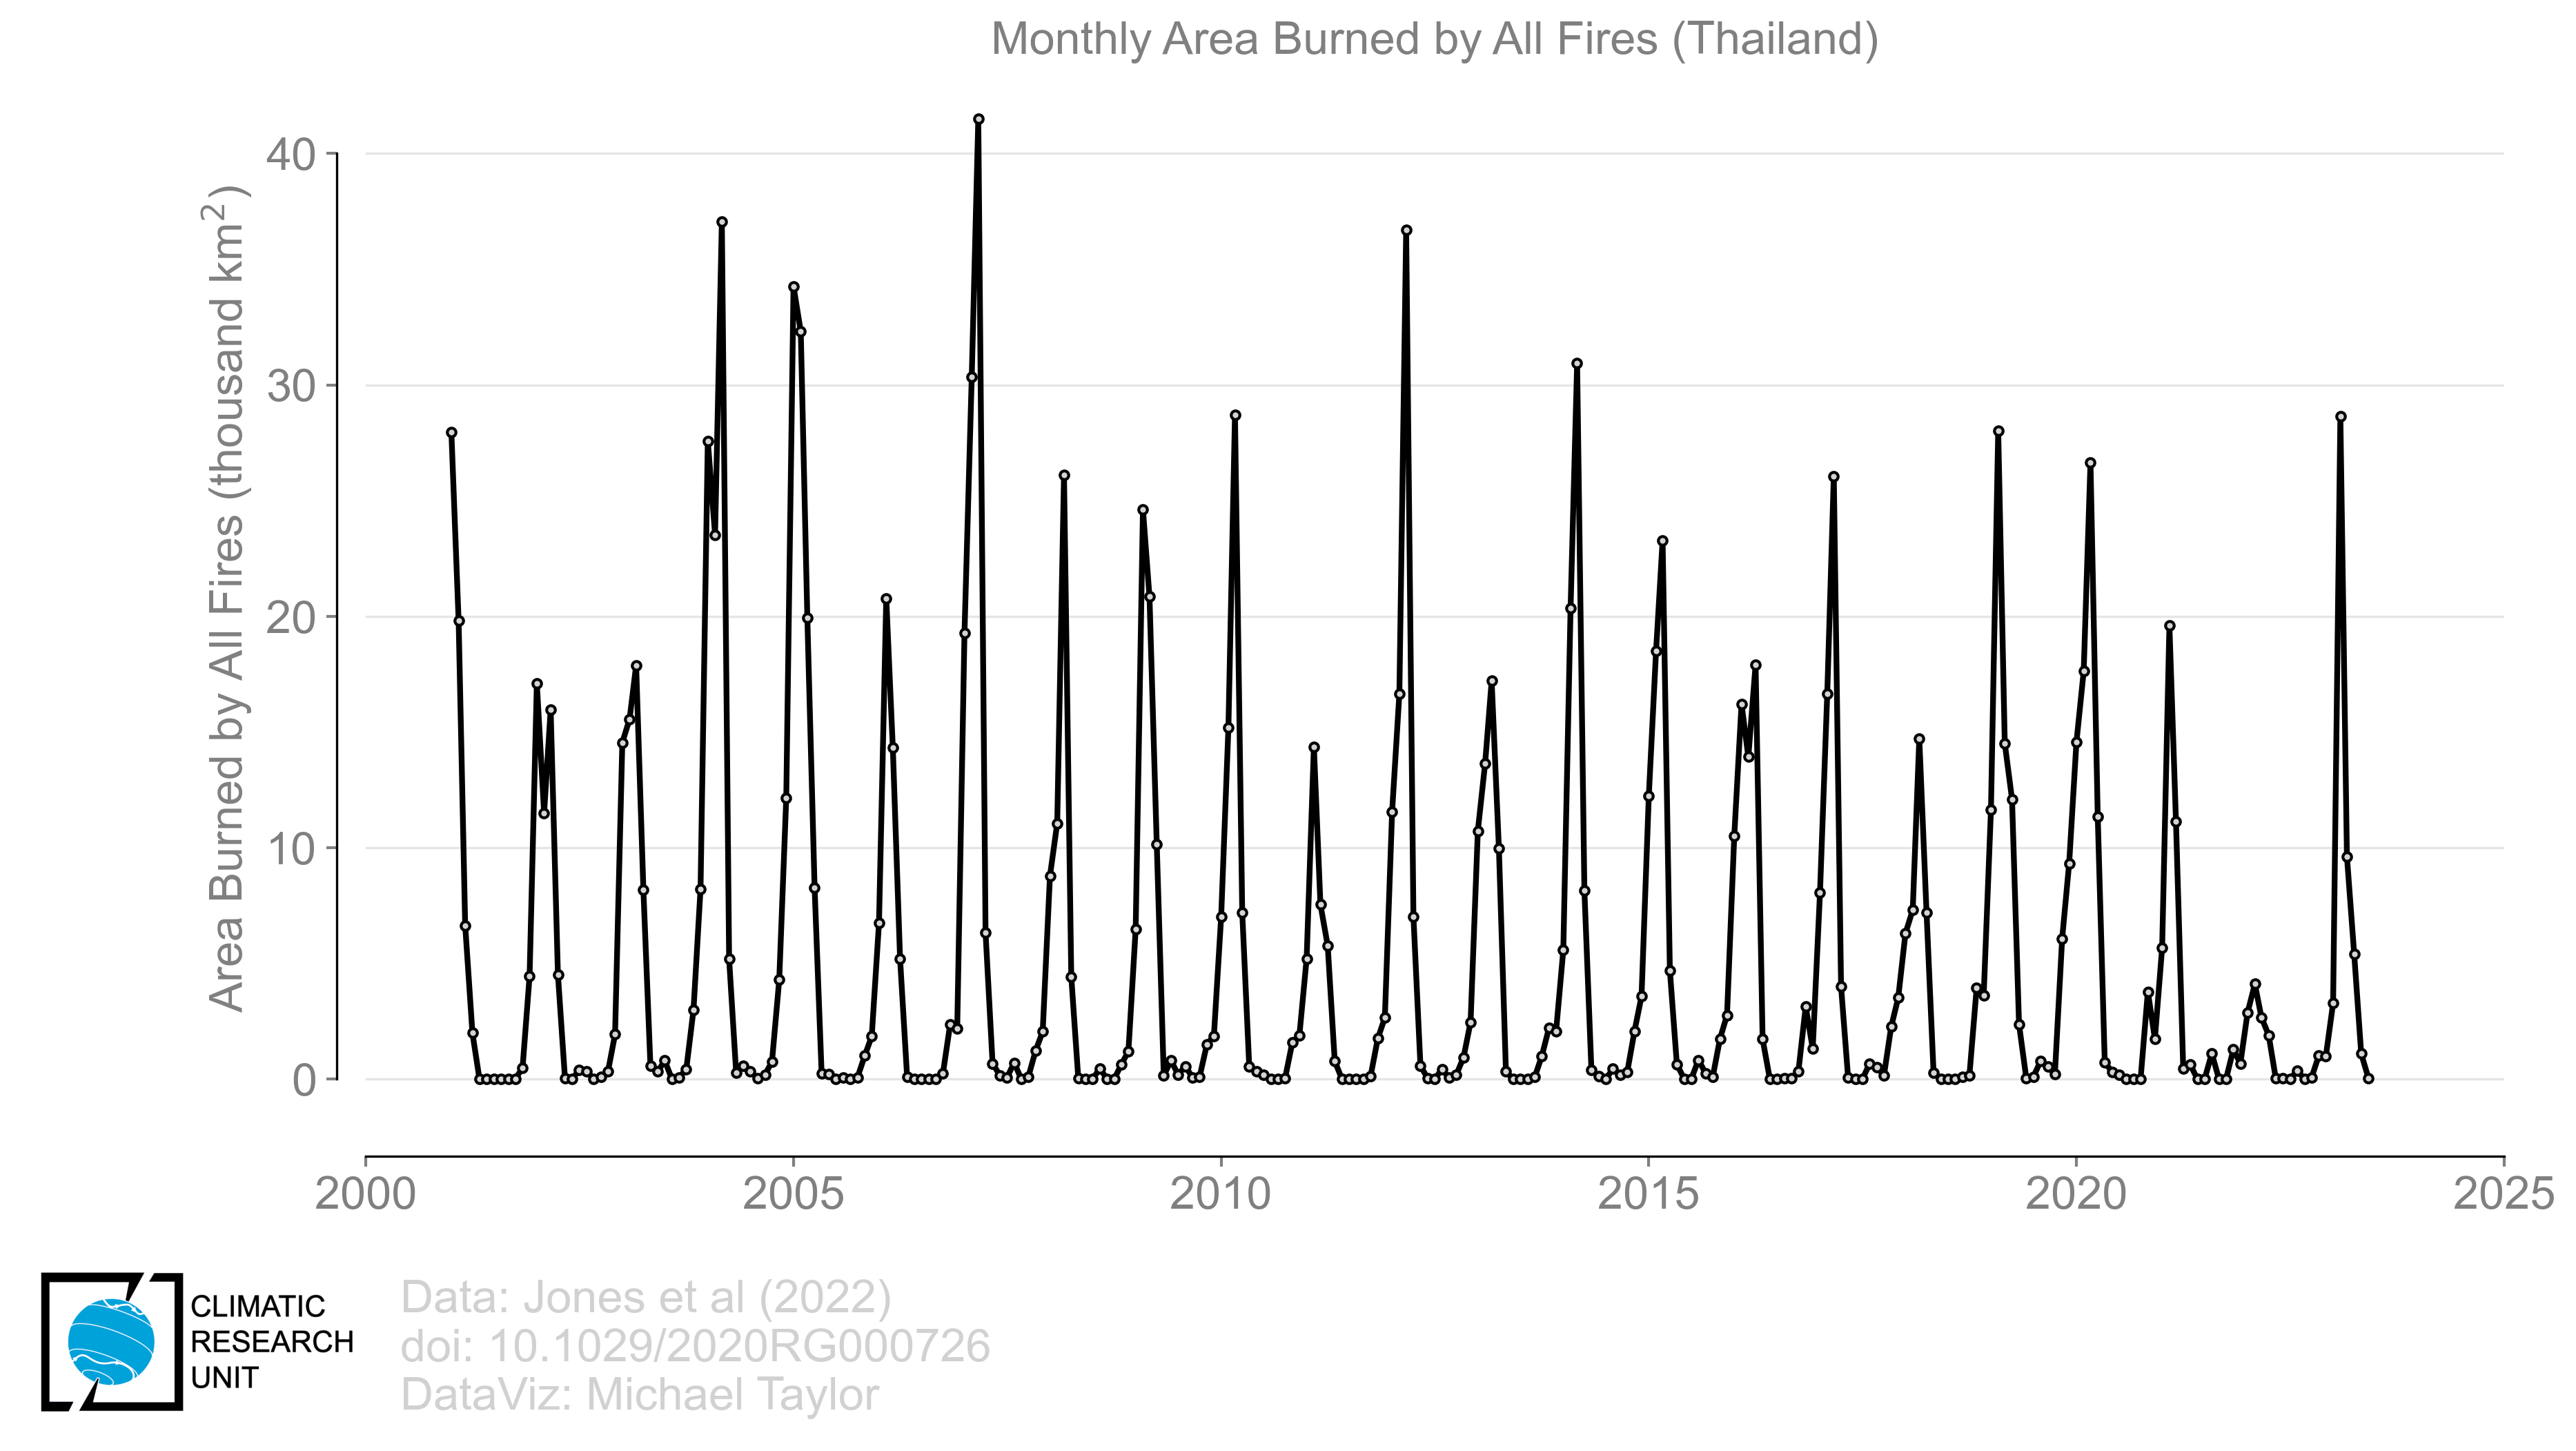 Monthly Area Burned by All Fires (Thailand)
Area Burned by All Fires (thousand km²)
40
30
20
10
0
2000 2005 2010 2015 2020 2025
CLIMATIC
RESEARCH
UNIT
Data: Jones et al (2022)
doi: 10.1029/2020RG000726
DataViz: Michael Taylor